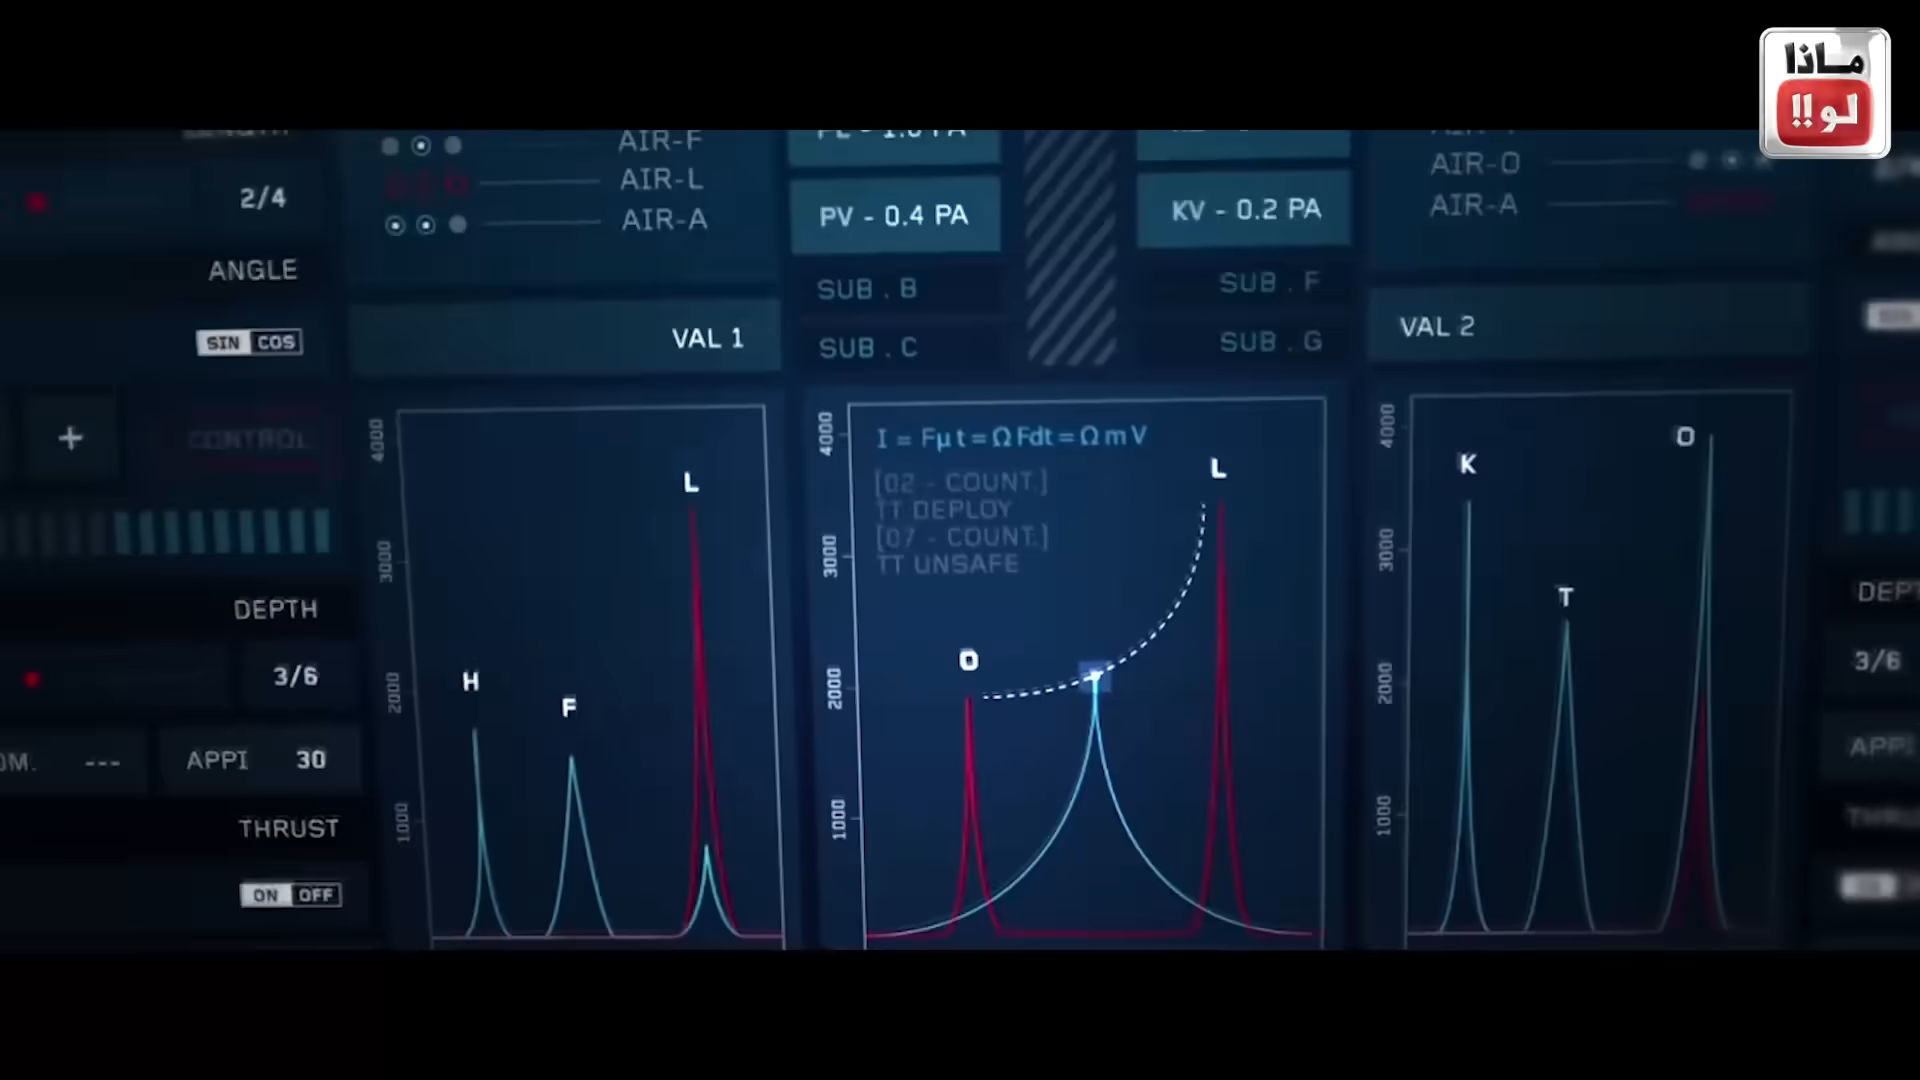 ماذا
لو!!
AIR-F
AIR-L
AIR-A
2/4
ANGLE
SIN COS
PV - 0.4 PA
KV - 0.2 PA
AIR-O
AIR-A
SUB . B
SUB . C
SUB . F
SUB . G
VAL 1
VAL 2
+
CONTROL
4000
3000
2000
1000
H
F
L
4000
3000
2000
1000
I = Fμt = Ω Fdt = Ω m V
[02 - COUNT.]
TT DEPLOY
[07 - COUNT.]
TT UNSAFE
O
L
4000
3000
2000
1000
K
T
O
DEPTH
3/6
APPI 30
THRUST
ON OFF
3/6
APPI